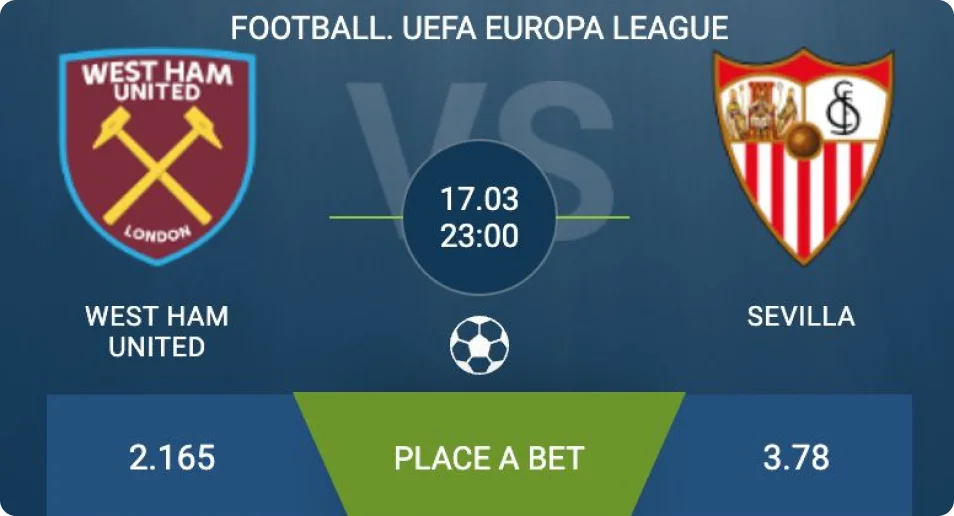 FOOTBALL. UEFA EUROPA LEAGUE
WEST HAM
UNITED
LONDON
VS
17.03
23:00
WEST HAM
UNITED
SEVILLA
2.165
PLACE A BET
3.78